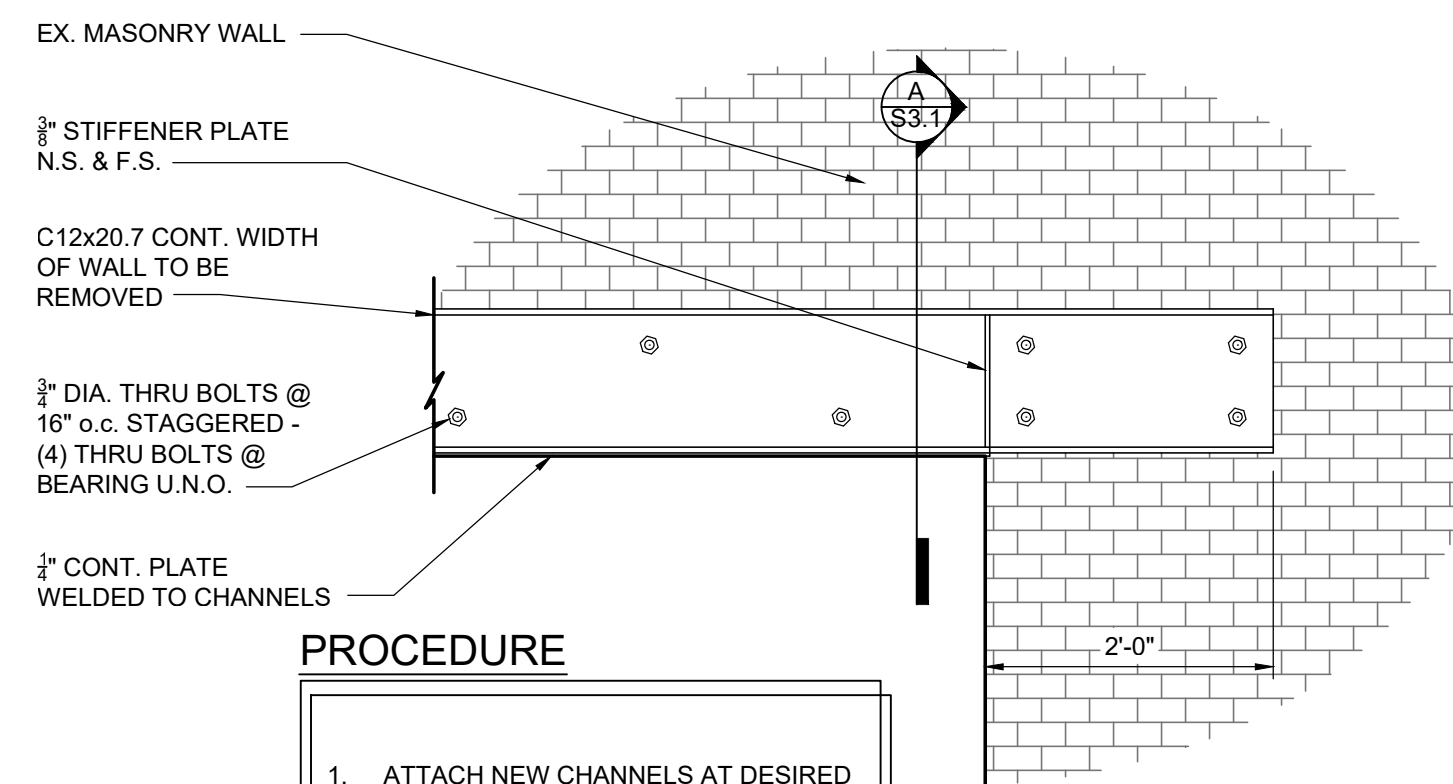 EX. MASONRY WALL
A
S3.1
3/8" STIFFENER PLATE
N.S. & F.S.
C12x20.7 CONT. WIDTH
OF WALL TO BE
REMOVED
3/4" DIA. THRU BOLTS @
16" o.c. STAGGERED -
(4) THRU BOLTS @
BEARING U.N.O.
1/4" CONT. PLATE
WELDED TO CHANNELS
2'-0"
PROCEDURE
1. ATTACH NEW CHANNELS AT DESIRED